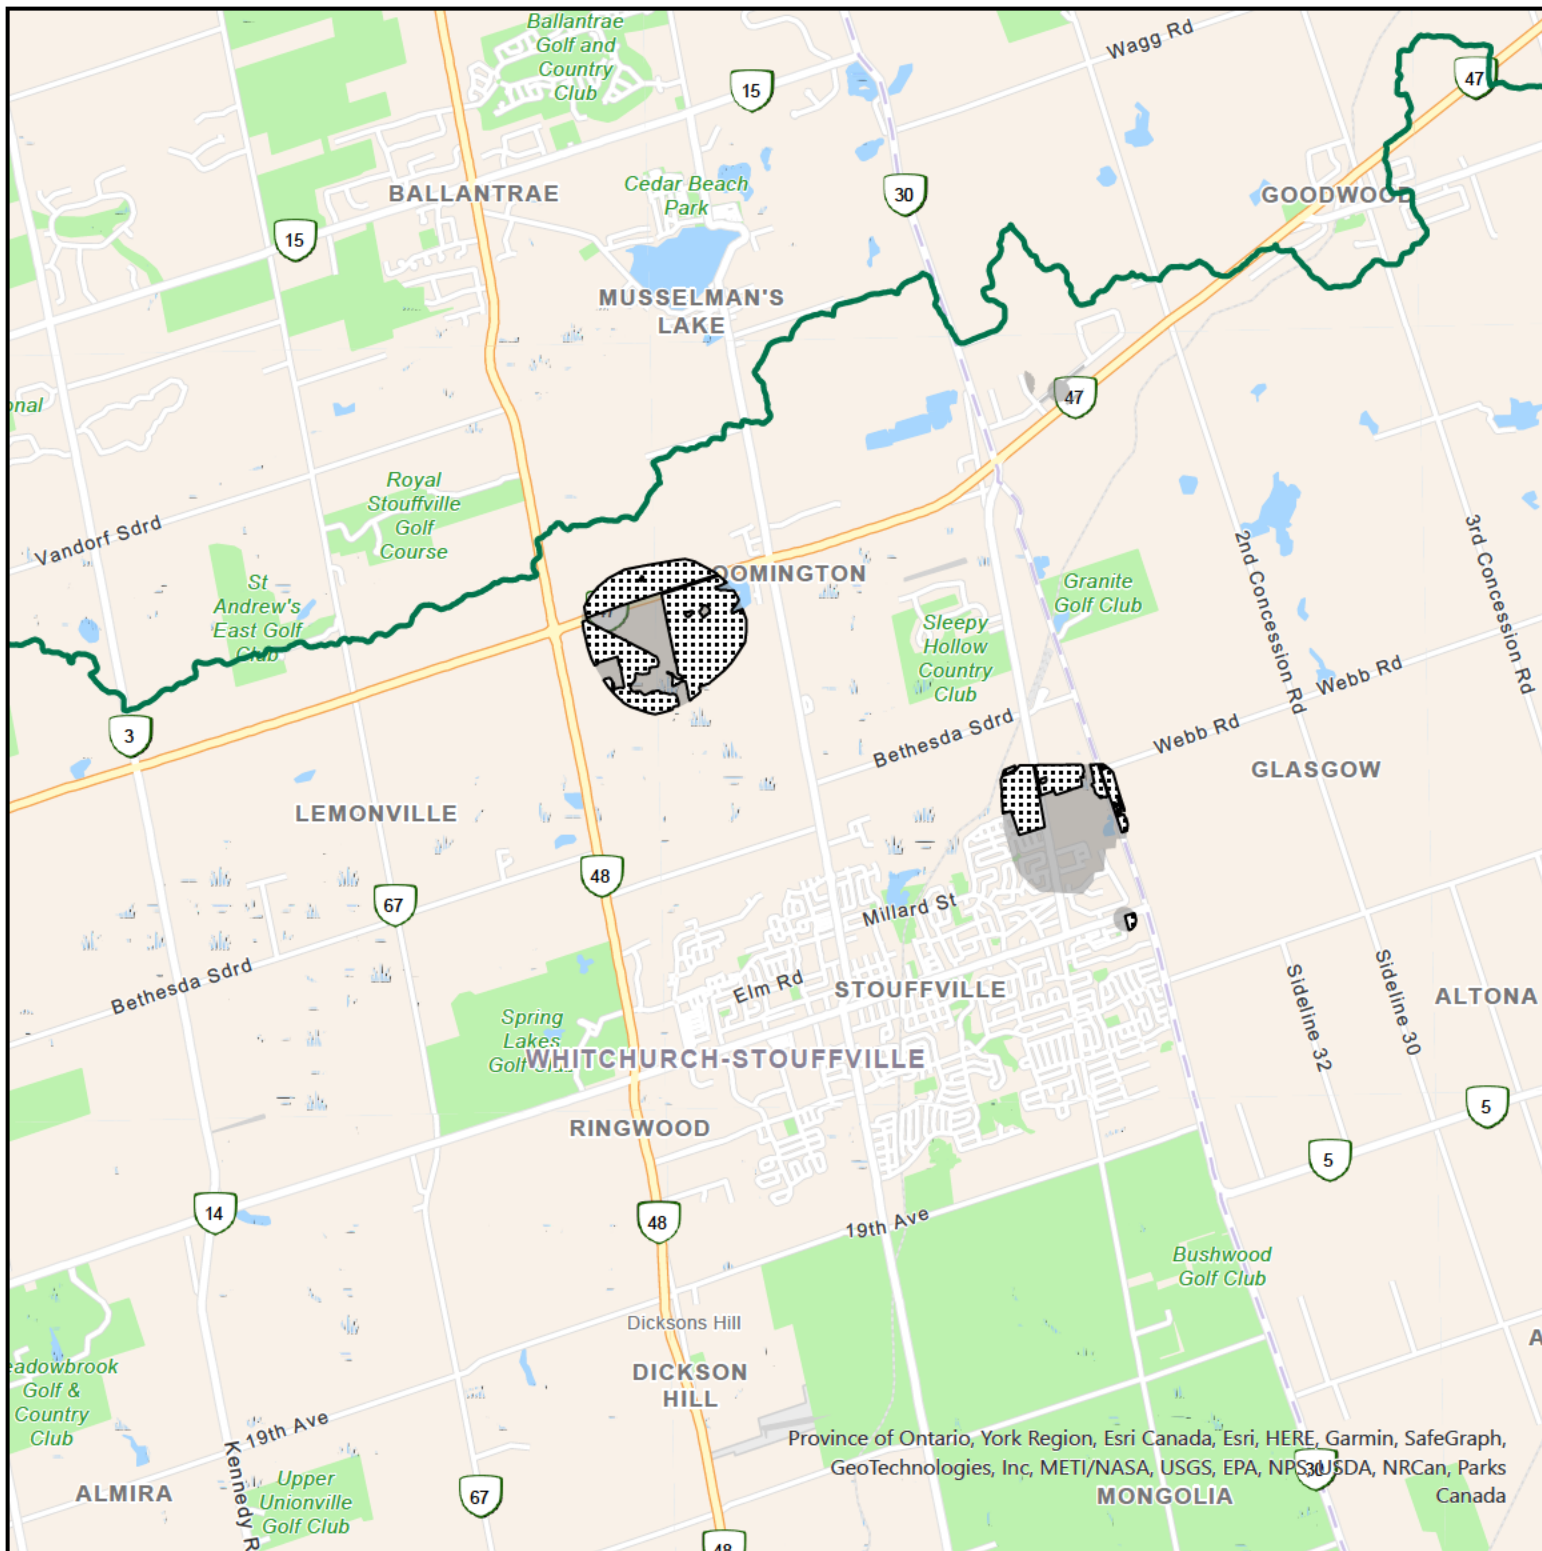 Ballantrae
Golf and
Country
Club
Wagg Rd
47
15
BALLANTRAE
Cedar Beach
Park
30
GOODWOOD
15
MUSSELMAN'S
LAKE
onal
47
Royal
Stouffville
Golf
Course
Vandorf Sdrd
3rd Concession Rd
2nd Concession Rd
OOMINGTON
St
Andrew's
East Golf
Club
Granite
Golf Club
Sleepy
Hollow
Country
Club
Webb Rd
3
Bethesda Sdrd
Webb Rd
GLASGOW
LEMONVILLE
48
67
Millard St
Bethesda Sdrd
Elm Rd
STOUFFVILLE
Sideline 32
Sideline 30
ALTONA
Spring
Lakes
Golf Club
WHITCHURCH-STOUFFVILLE
RINGWOOD
5
5
14
48
19th Ave
Bushwood
Golf Club
Dicksons Hill
A
DICKSON
HILL
eadowbrook
Golf &
Country
Club
19th Ave
Kennedy R
Province of Ontario, York Region, Esri Canada, Esri, HERE, Garmin, SafeGraph,
GeoTechnologies, Inc, METI/NASA, USGS, EPA, NPS, USDA, NRCan, Parks
Canada
30
ALMIRA
Upper
Unionville
Golf Club
67
MONGOLIA
48